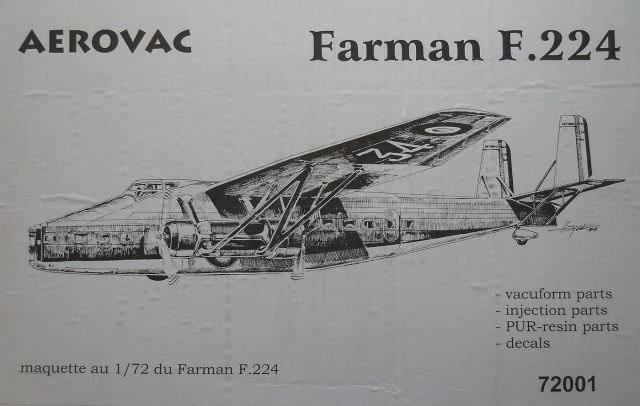 AEROVAC
Farman F.224
34
- vacuform parts
- injection parts
- PUR-resin parts
- decals
maquette au 1/72 du Farman F.224
72001